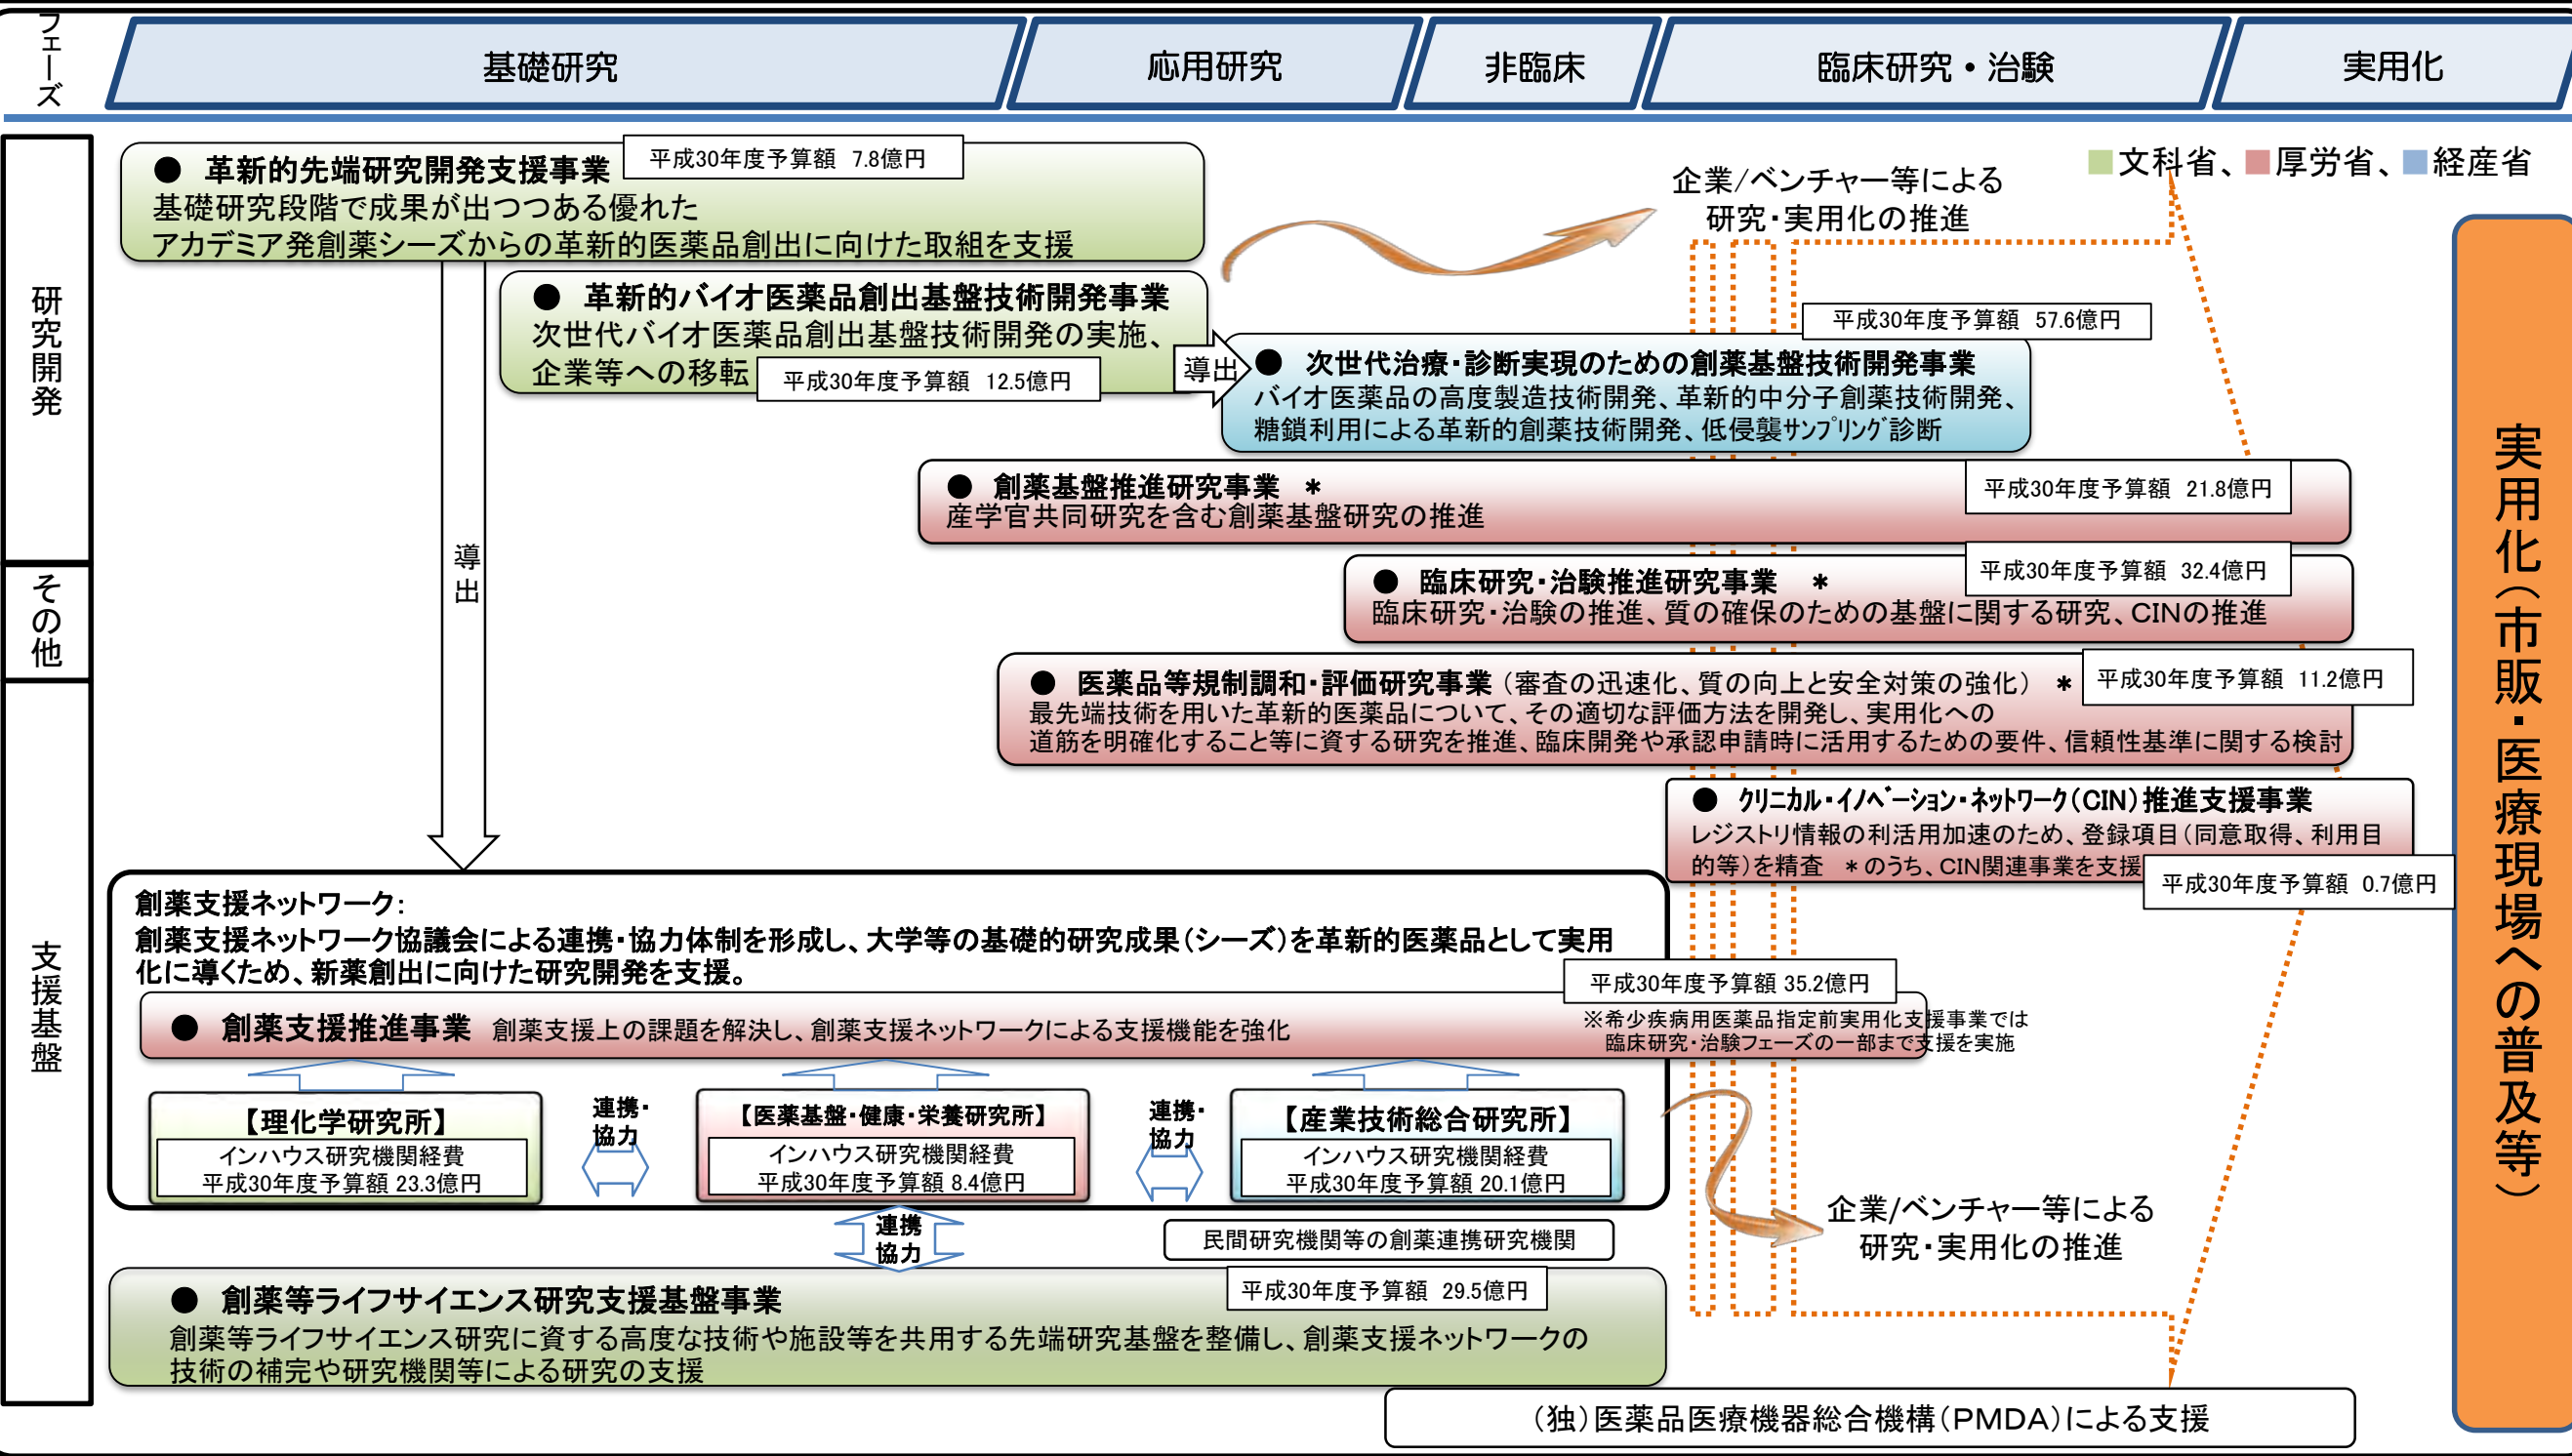 フェーズ
基礎研究
応用研究
非臨床
臨床研究・治験
実用化
■文科省、■厚労省、■経産省
研究開発
その他
支援基盤
● 革新的先端研究開発支援事業
平成30年度予算額 7.8億円
基礎研究段階で成果が出つつある優れた
アカデミア発創薬シーズからの革新的医薬品創出に向けた取組を支援
企業/ベンチャー等による
研究・実用化の推進
● 革新的バイオ医薬品創出基盤技術開発事業
次世代バイオ医薬品創出基盤技術開発の実施、
企業等への移転
平成30年度予算額 12.5億円
導出
平成30年度予算額 57.6億円
● 次世代治療・診断実現のための創薬基盤技術開発事業
バイオ医薬品の高度製造技術開発、革新的中分子創薬技術開発、
糖鎖利用による革新的創薬技術開発、低侵襲ｻﾝﾌﾟﾘﾝｸﾞ診断
● 創薬基盤推進研究事業 *
平成30年度予算額 21.8億円
産学官共同研究を含む創薬基盤研究の推進
導出
● 臨床研究・治験推進研究事業 *
平成30年度予算額 32.4億円
臨床研究・治験の推進、質の確保のための基盤に関する研究、CINの推進
● 医薬品等規制調和・評価研究事業（審査の迅速化、質の向上と安全対策の強化） *
平成30年度予算額 11.2億円
最先端技術を用いた革新的医薬品について、その適切な評価方法を開発し、実用化への
道筋を明確化すること等に資する研究を推進、臨床開発や承認申請時に活用するための要件、信頼性基準に関する検討
● ｸﾘﾆｶﾙ・ｲﾉﾍﾞｰｼｮﾝ・ﾈｯﾄﾜｰｸ（CIN）推進支援事業
レジストリ情報の利活用加速のため、登録項目（同意取得、利用目
的等）を精査 *のうち、CIN関連事業を支援
平成30年度予算額 0.7億円
創薬支援ネットワーク：
創薬支援ネットワーク協議会による連携・協力体制を形成し、大学等の基礎的研究成果（シーズ）を革新的医薬品として実用
化に導くため、新薬創出に向けた研究開発を支援。
平成30年度予算額 35.2億円
● 創薬支援推進事業 創薬支援上の課題を解決し、創薬支援ネットワークによる支援機能を強化
※希少疾病用医薬品指定前実用化支援事業では
臨床研究・治験フェーズの一部まで支援を実施
【理化学研究所】
インハウス研究機関経費
平成30年度予算額 23.3億円
連携・
協力
【医薬基盤・健康・栄養研究所】
インハウス研究機関経費
平成30年度予算額 8.4億円
連携・
協力
【産業技術総合研究所】
インハウス研究機関経費
平成30年度予算額 20.1億円
連携
協力
民間研究機関等の創薬連携研究機関
企業/ベンチャー等による
研究・実用化の推進
● 創薬等ライフサイエンス研究支援基盤事業
平成30年度予算額 29.5億円
創薬等ライフサイエンス研究に資する高度な技術や施設等を共用する先端研究基盤を整備し、創薬支援ネットワークの
技術の補完や研究機関等による研究の支援
（独）医薬品医療機器総合機構（PMDA）による支援
実用化（市販・医療現場への普及等）